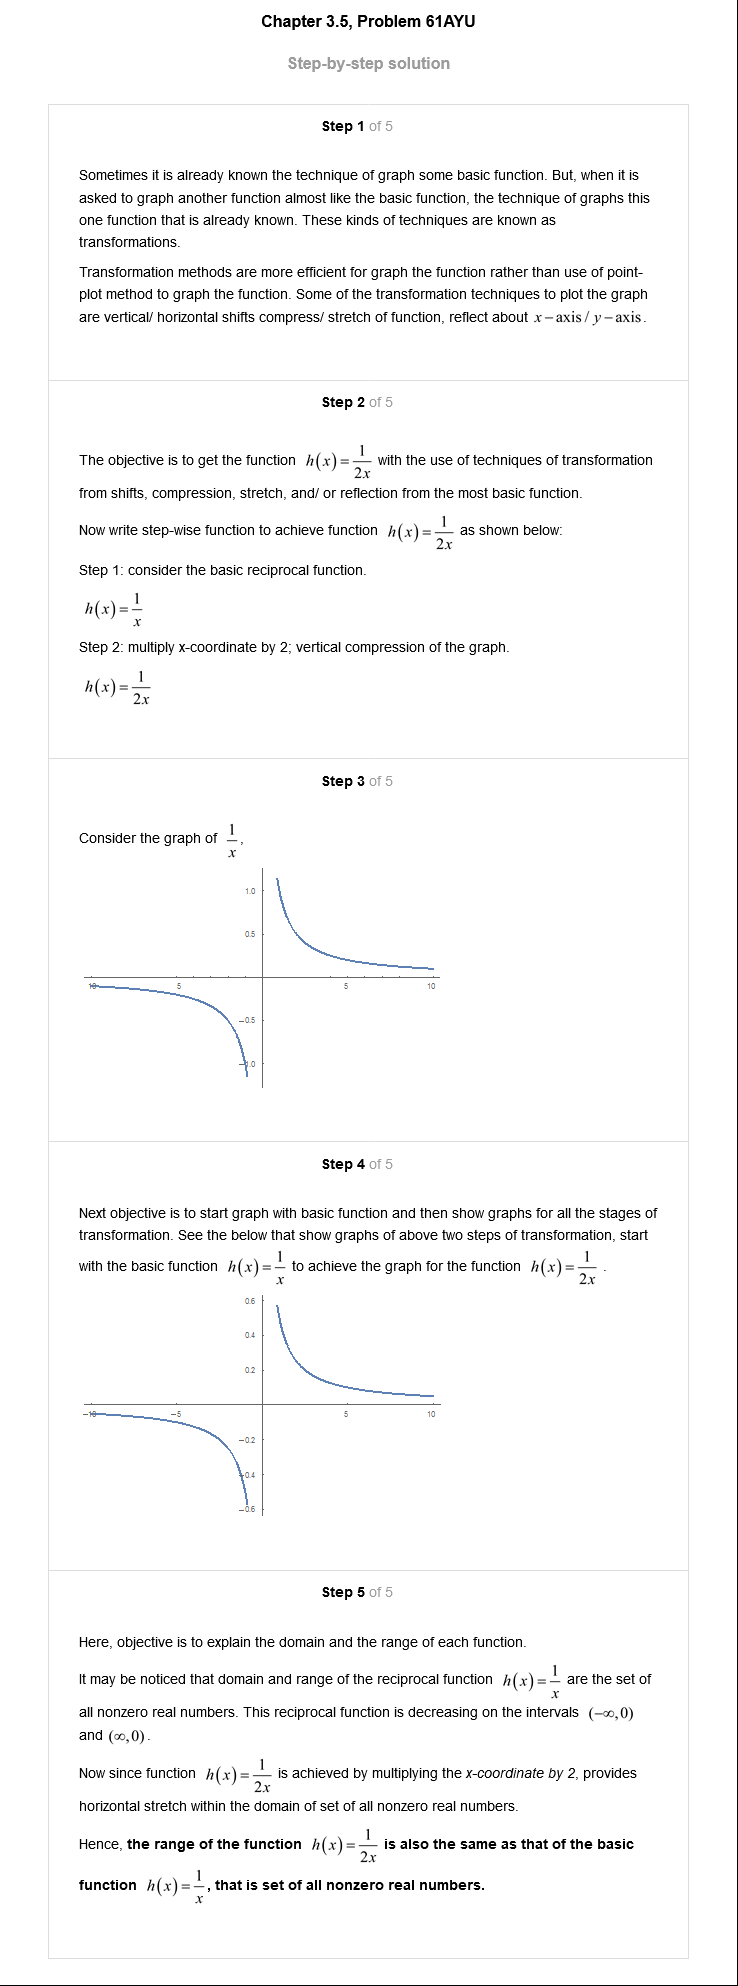 Chapter 3.5, Problem 61AYU
Step-by-step solution
Step 1 of 5
Sometimes it is already known the technique of graph some basic function. But, when it is
asked to graph another function almost like the basic function, the technique of graphs this
one function that is already known. These kinds of techniques are known as
transformations.
Transformation methods are more efficient for graph the function rather than use of point-
plot method to graph the function. Some of the transformation techniques to plot the graph
are vertical/ horizontal shifts compress/ stretch of function, reflect about x−axis / y−axis.
Step 2 of 5
The objective is to get the function h(x)=1/2x with the use of techniques of transformation
from shifts, compression, stretch, and/ or reflection from the most basic function.
Now write step-wise function to achieve function h(x)=1/2x as shown below:
Step 1: consider the basic reciprocal function.
h(x)=1/x
Step 2: multiply x-coordinate by 2; vertical compression of the graph.
h(x)=1/2x
Step 3 of 5
Consider the graph of 1/x,
1.0
0.5
10 5 5 10
−0.5
−1.0
Step 4 of 5
Next objective is to start graph with basic function and then show graphs for all the stages of
transformation. See the below that show graphs of above two steps of transformation, start
with the basic function h(x)=1/x to achieve the graph for the function h(x)=1/2x .
0.6
0.4
0.2
−10 −5 5 10
−0.2
−0.4
−0.6
Step 5 of 5
Here, objective is to explain the domain and the range of each function.
It may be noticed that domain and range of the reciprocal function h(x)=1/x are the set of
all nonzero real numbers. This reciprocal function is decreasing on the intervals (−∞,0)
and (∞,0).
Now since function h(x)=1/2x is achieved by multiplying the x-coordinate by 2, provides
horizontal stretch within the domain of set of all nonzero real numbers.
Hence, the range of the function h(x)=1/2x is also the same as that of the basic
function h(x)=1/x, that is set of all nonzero real numbers.